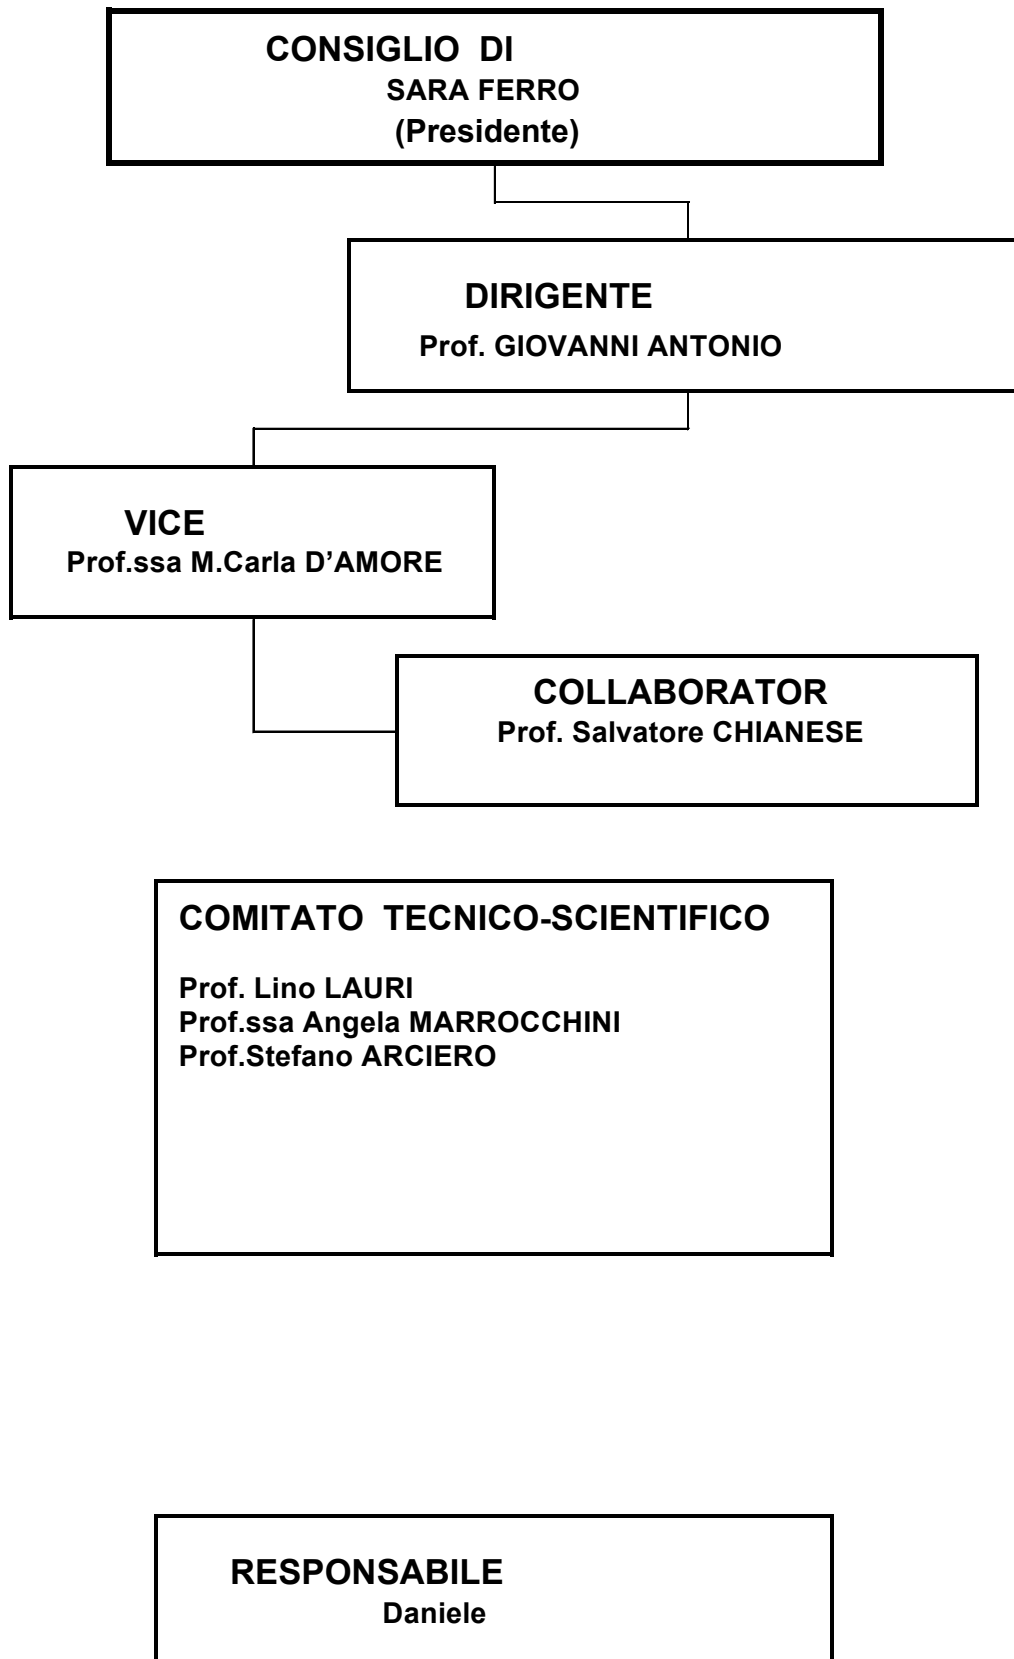 CONSIGLIO DI
SARA FERRO
(Presidente)
DIRIGENTE
Prof. GIOVANNI ANTONIO
VICE
Prof.ssa M.Carla D’AMORE
COLLABORATOR
Prof. Salvatore CHIANESE
COMITATO TECNICO-SCIENTIFICO
Prof. Lino LAURI
Prof.ssa Angela MARROCCHINI
Prof.Stefano ARCIERO
RESPONSABILE
Daniele